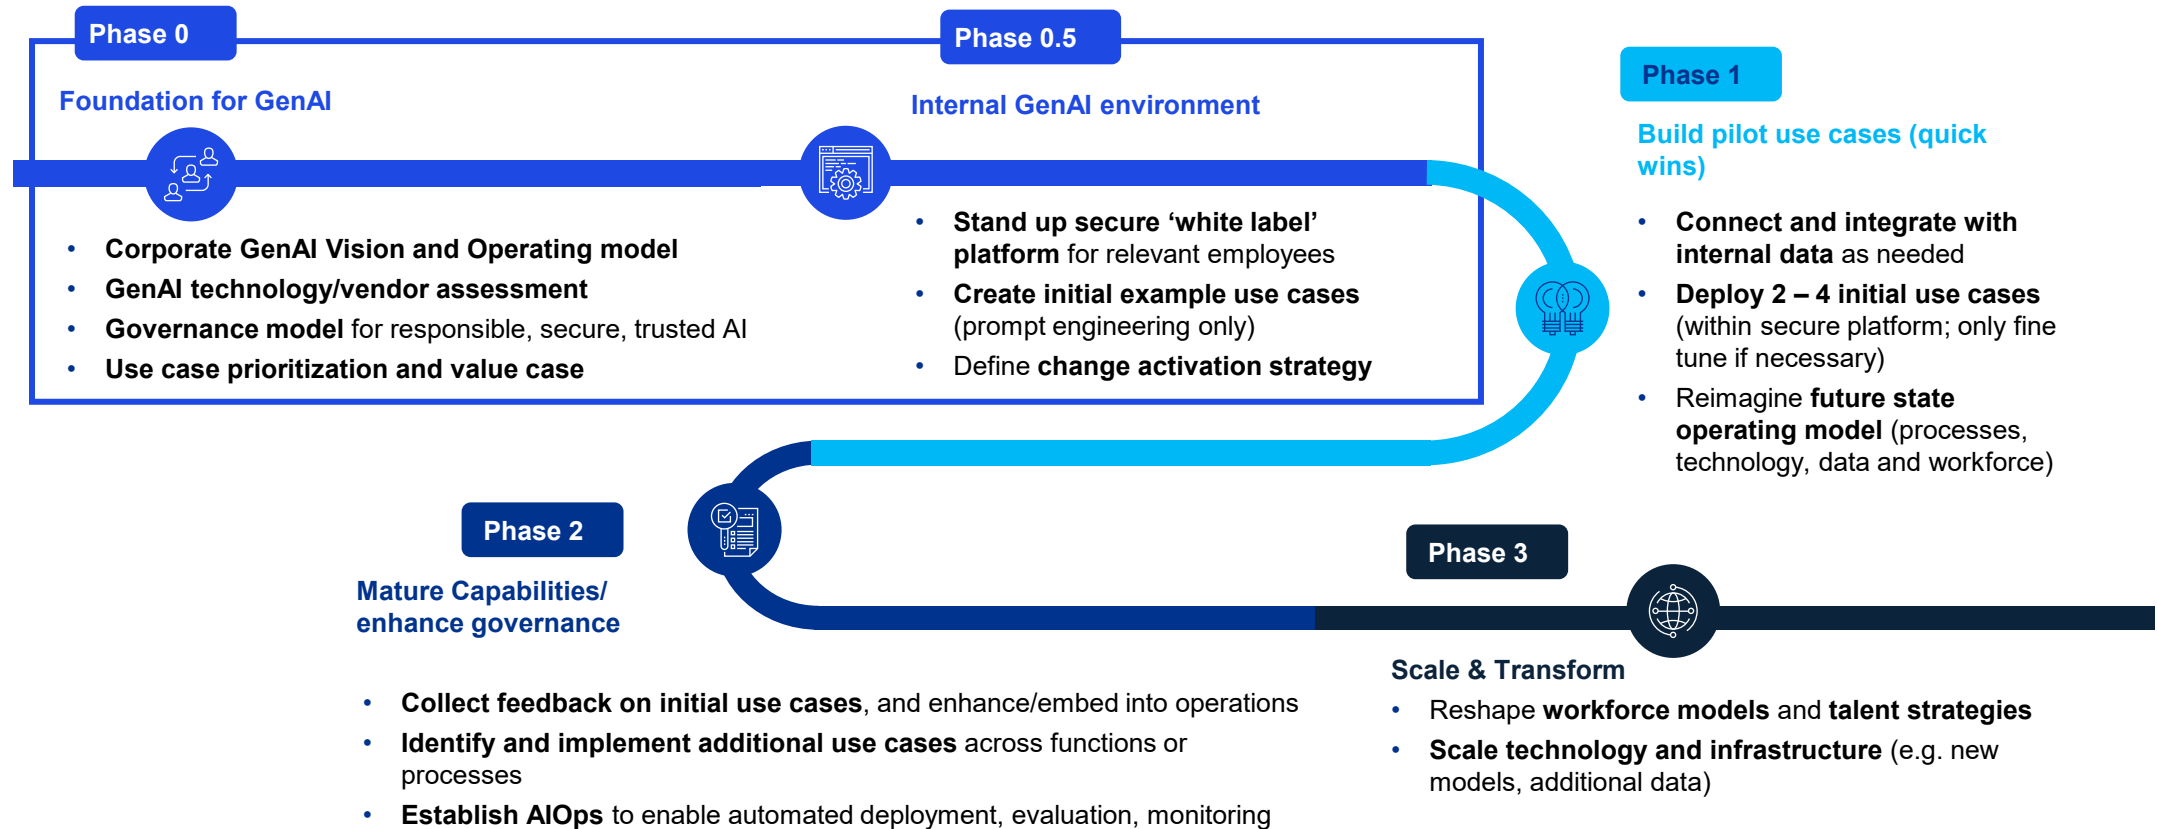 Phase 0
Foundation for GenAI
• Corporate GenAI Vision and Operating model
• GenAI technology/vendor assessment
• Governance model for responsible, secure, trusted AI
• Use case prioritization and value case
Phase 0.5
Internal GenAI environment
• Stand up secure ‘white label’
platform for relevant employees
• Create initial example use cases
(prompt engineering only)
• Define change activation strategy
Phase 1
Build pilot use cases (quick
wins)
• Connect and integrate with
internal data as needed
• Deploy 2 – 4 initial use cases
(within secure platform; only fine
tune if necessary)
• Reimagine future state
operating model (processes,
technology, data and workforce)
Phase 2
Mature Capabilities/
enhance governance
• Collect feedback on initial use cases, and enhance/embed into operations
• Identify and implement additional use cases across functions or
processes
• Establish AIOps to enable automated deployment, evaluation, monitoring
Phase 3
Scale & Transform
• Reshape workforce models and talent strategies
• Scale technology and infrastructure (e.g. new
models, additional data)